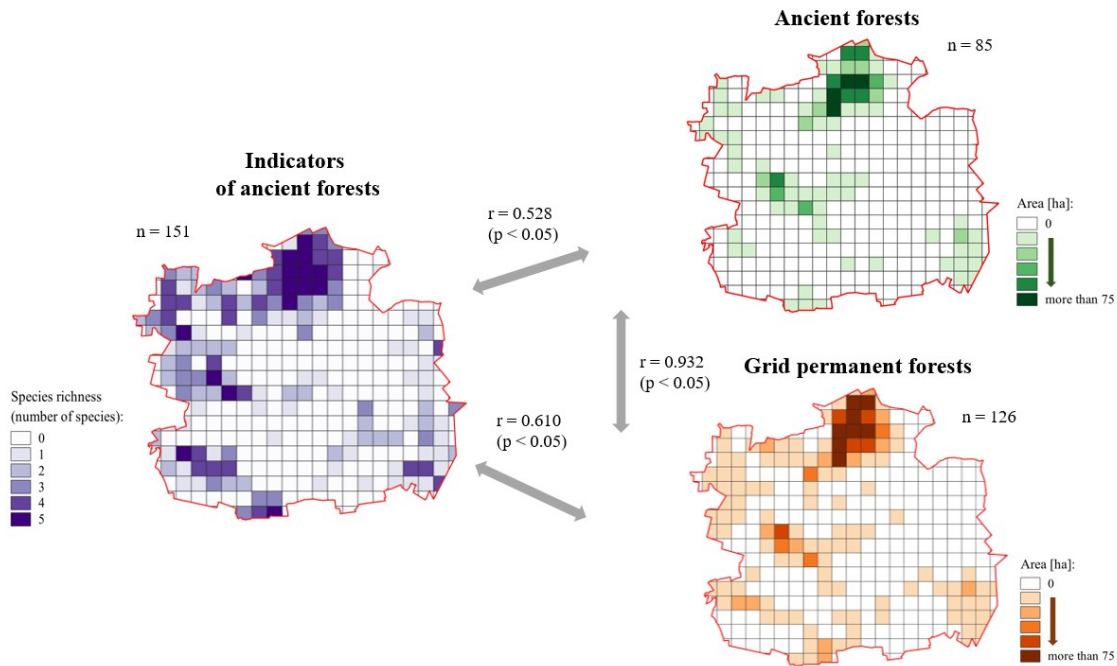 Ancient forests
n = 85
Area [ha]:
0
more than 75
Indicators
of ancient forests
n = 151
Species richness
(number of species):
0
1
2
3
4
5
r = 0.528
(p < 0.05)
r = 0.932
(p < 0.05)
r = 0.610
(p < 0.05)
Grid permanent forests
n = 126
Area [ha]:
0
more than 75